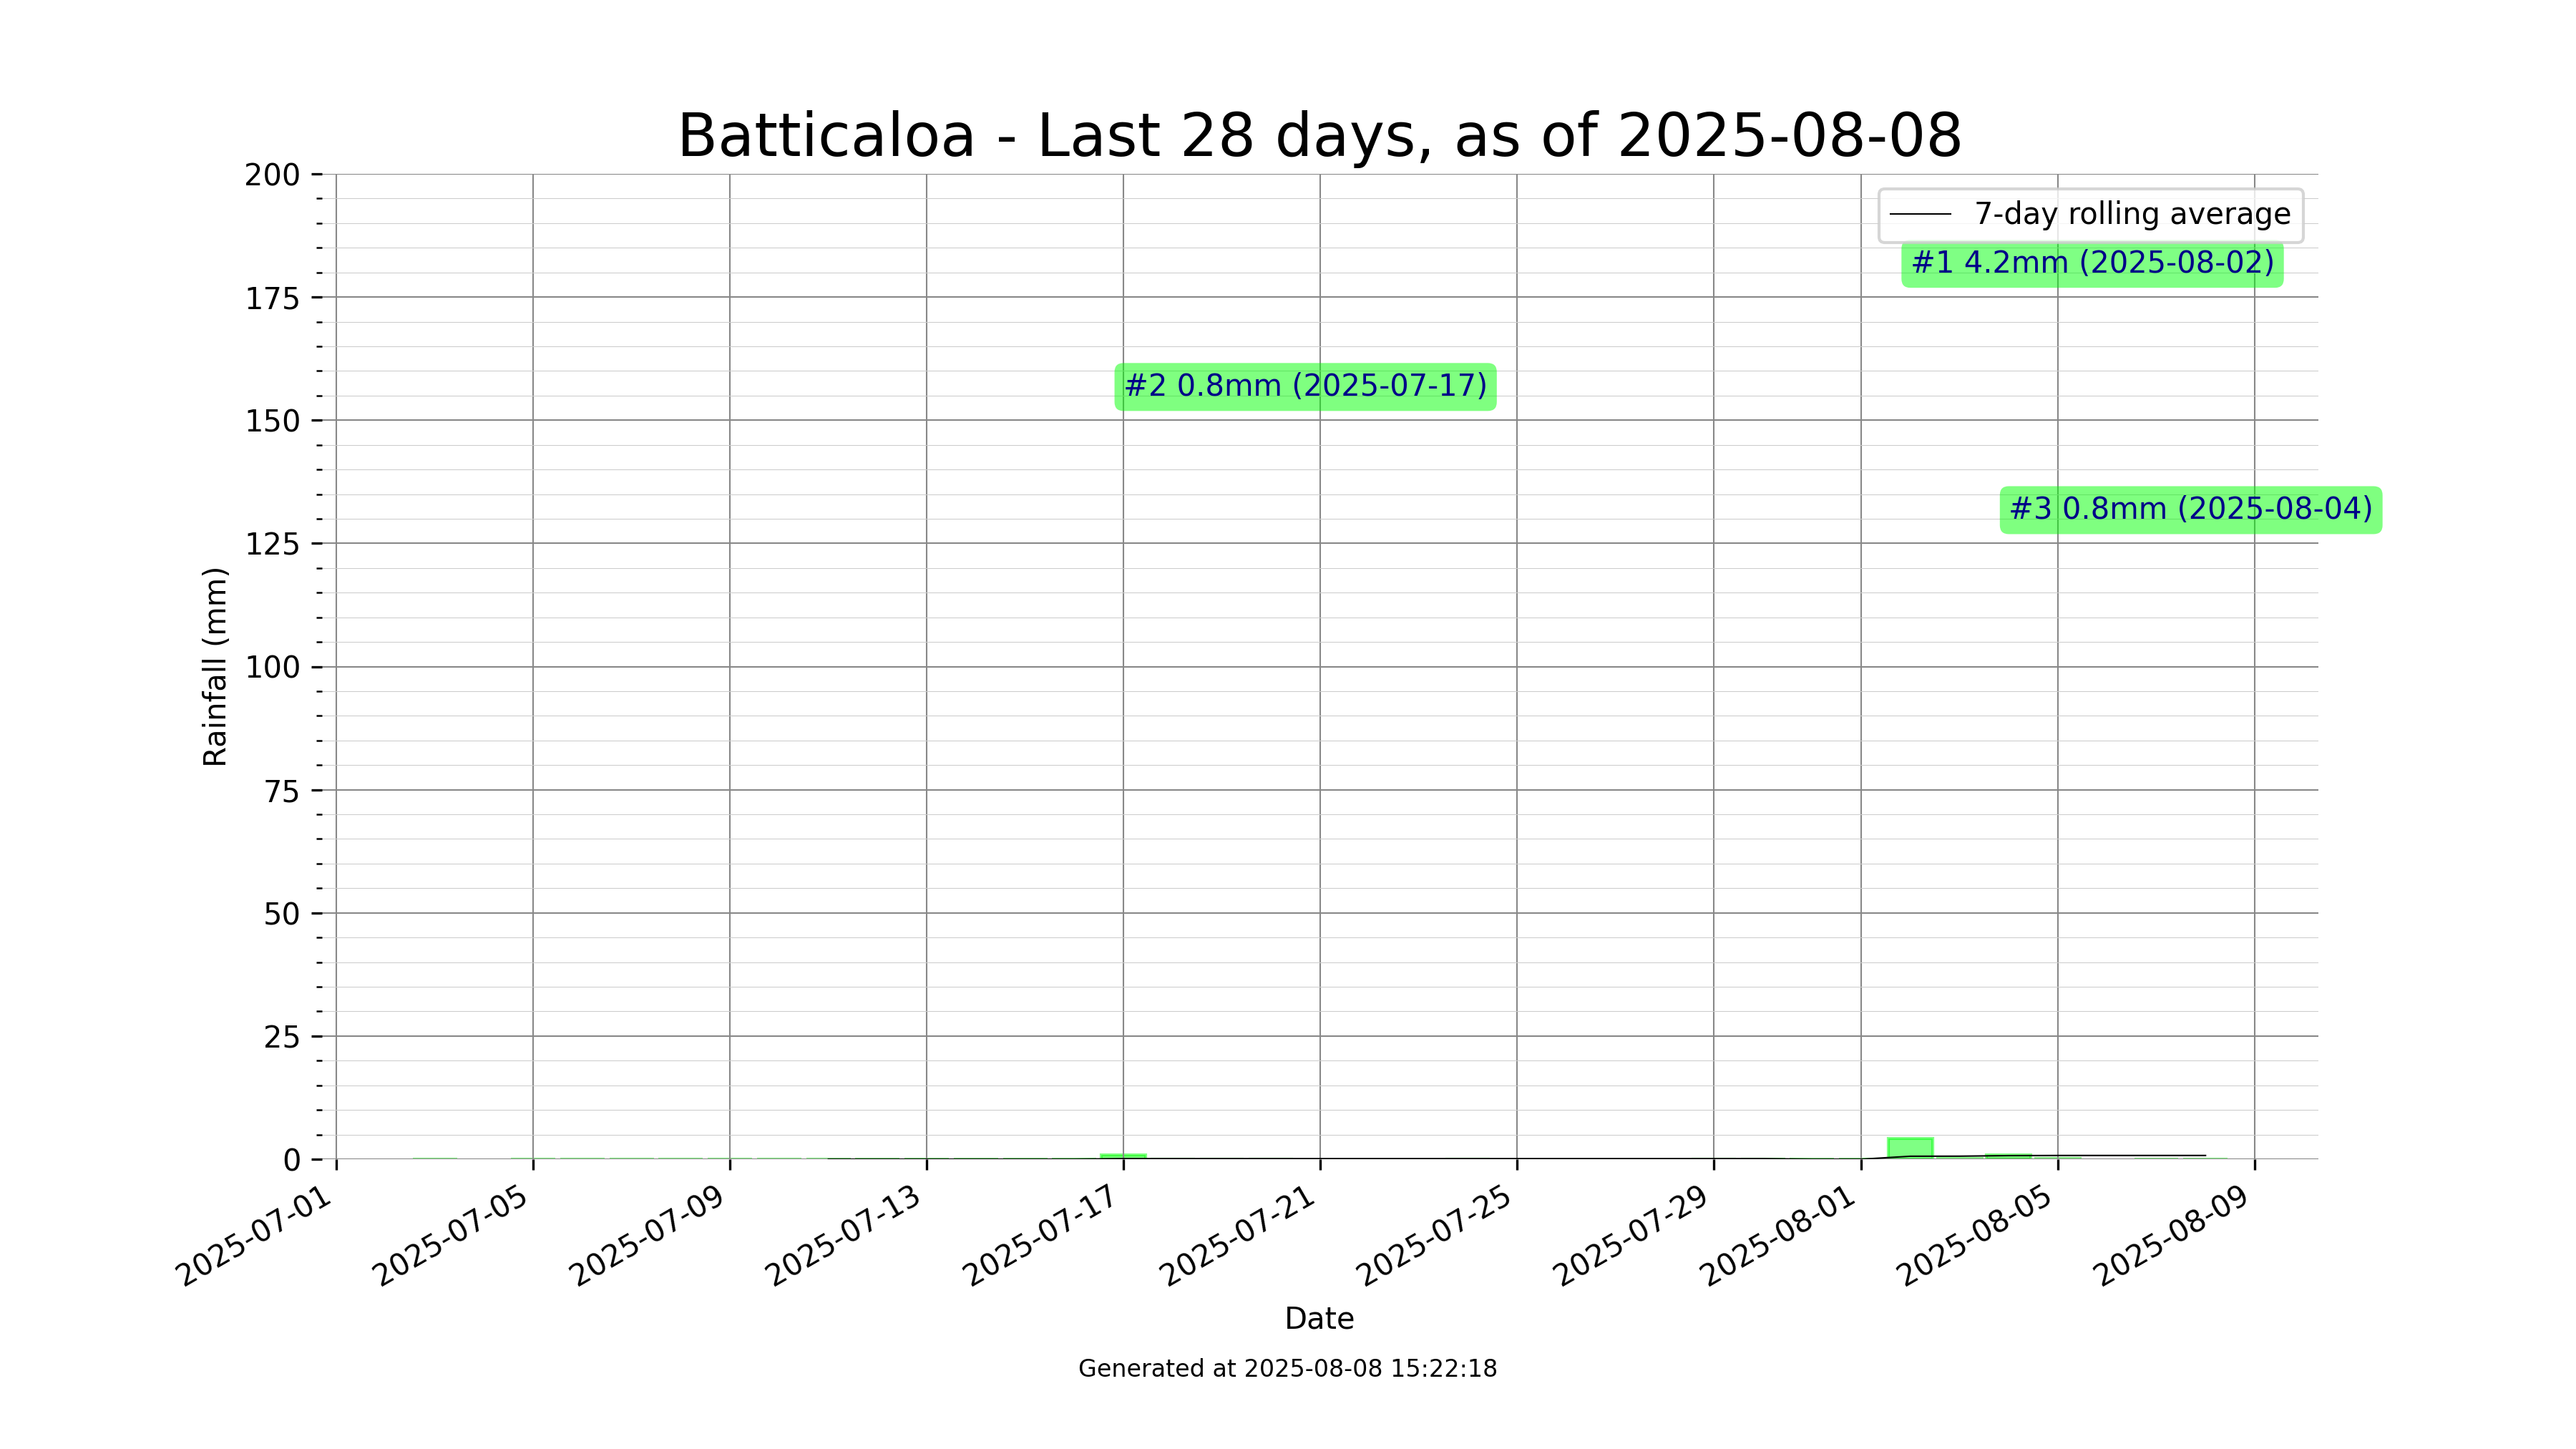 Batticaloa - Last 28 days, as of 2025-08-08
200
175
150
125
100
75
50
25
0
Rainfall (mm)
7-day rolling average
#1 4.2mm (2025-08-02)
#2 0.8mm (2025-07-17)
#3 0.8mm (2025-08-04)
2025-07-01
2025-07-05
2025-07-09
2025-07-13
2025-07-17
2025-07-21
2025-07-25
2025-07-29
2025-08-01
2025-08-05
2025-08-09
Date
Generated at 2025-08-08 15:22:18